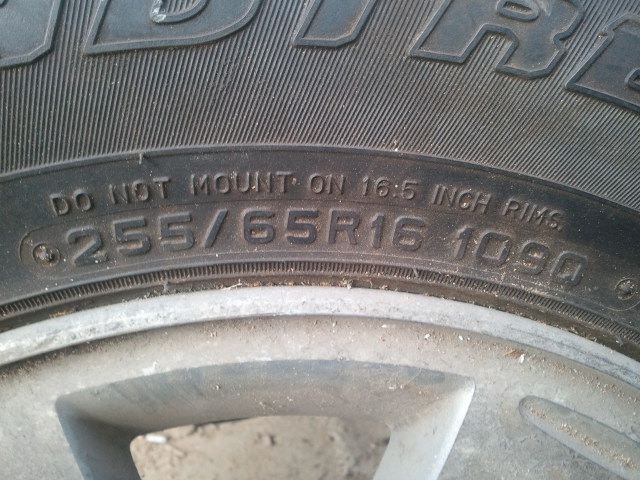 DO NOT MOUNT ON 16.5 INCH RIMS.
255/65R16 109Q